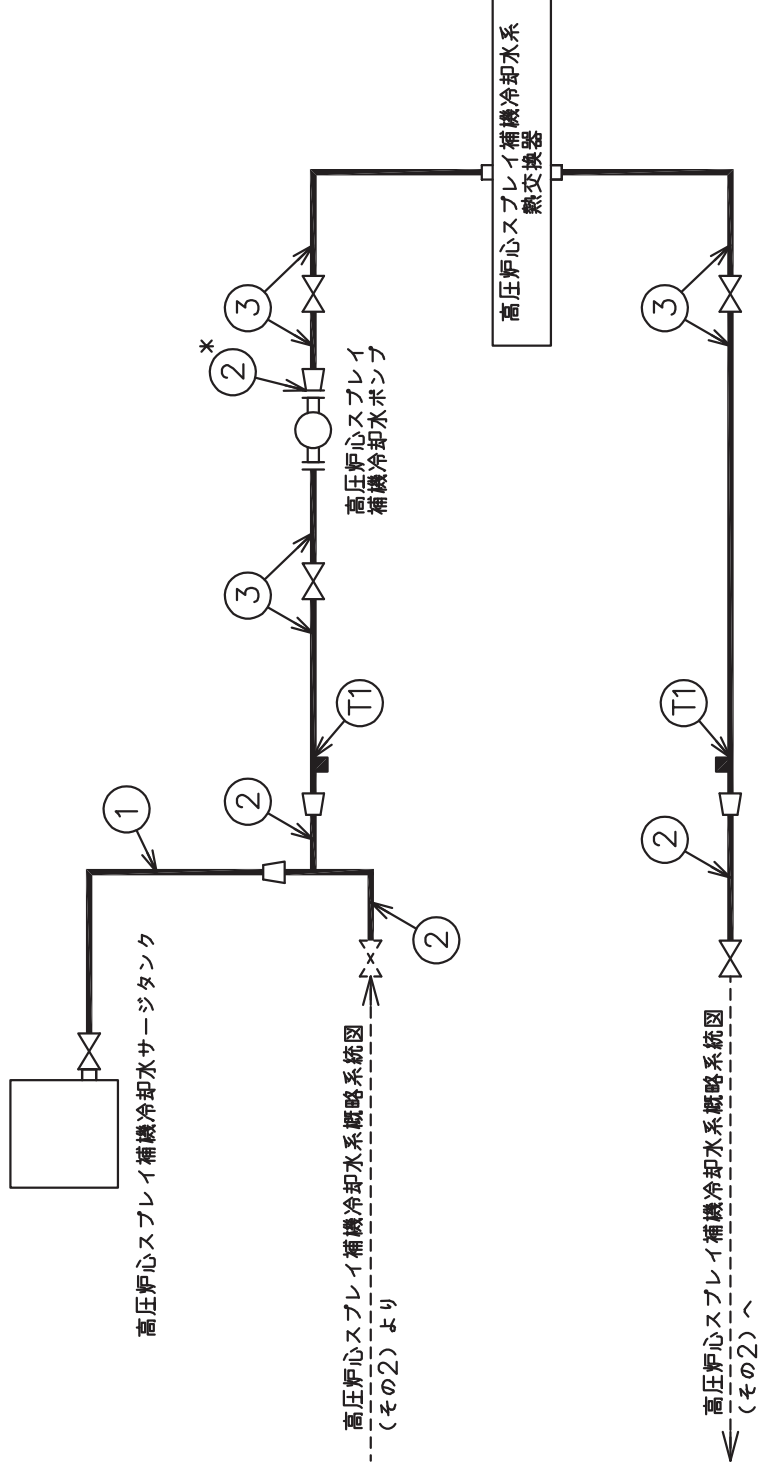 高圧炉心スプレイ補機冷却水サージタンク
1
高圧炉心スプレイ補機冷却水系概略系統図
（その2）より
2
2
T1
3
高圧炉心スプレイ
補機冷却水ポンプ
2
*
3
高圧炉心スプレイ補機冷却水系
熱交換器
3
T1
2
高圧炉心スプレイ補機冷却水系概略系統図
（その2）へ